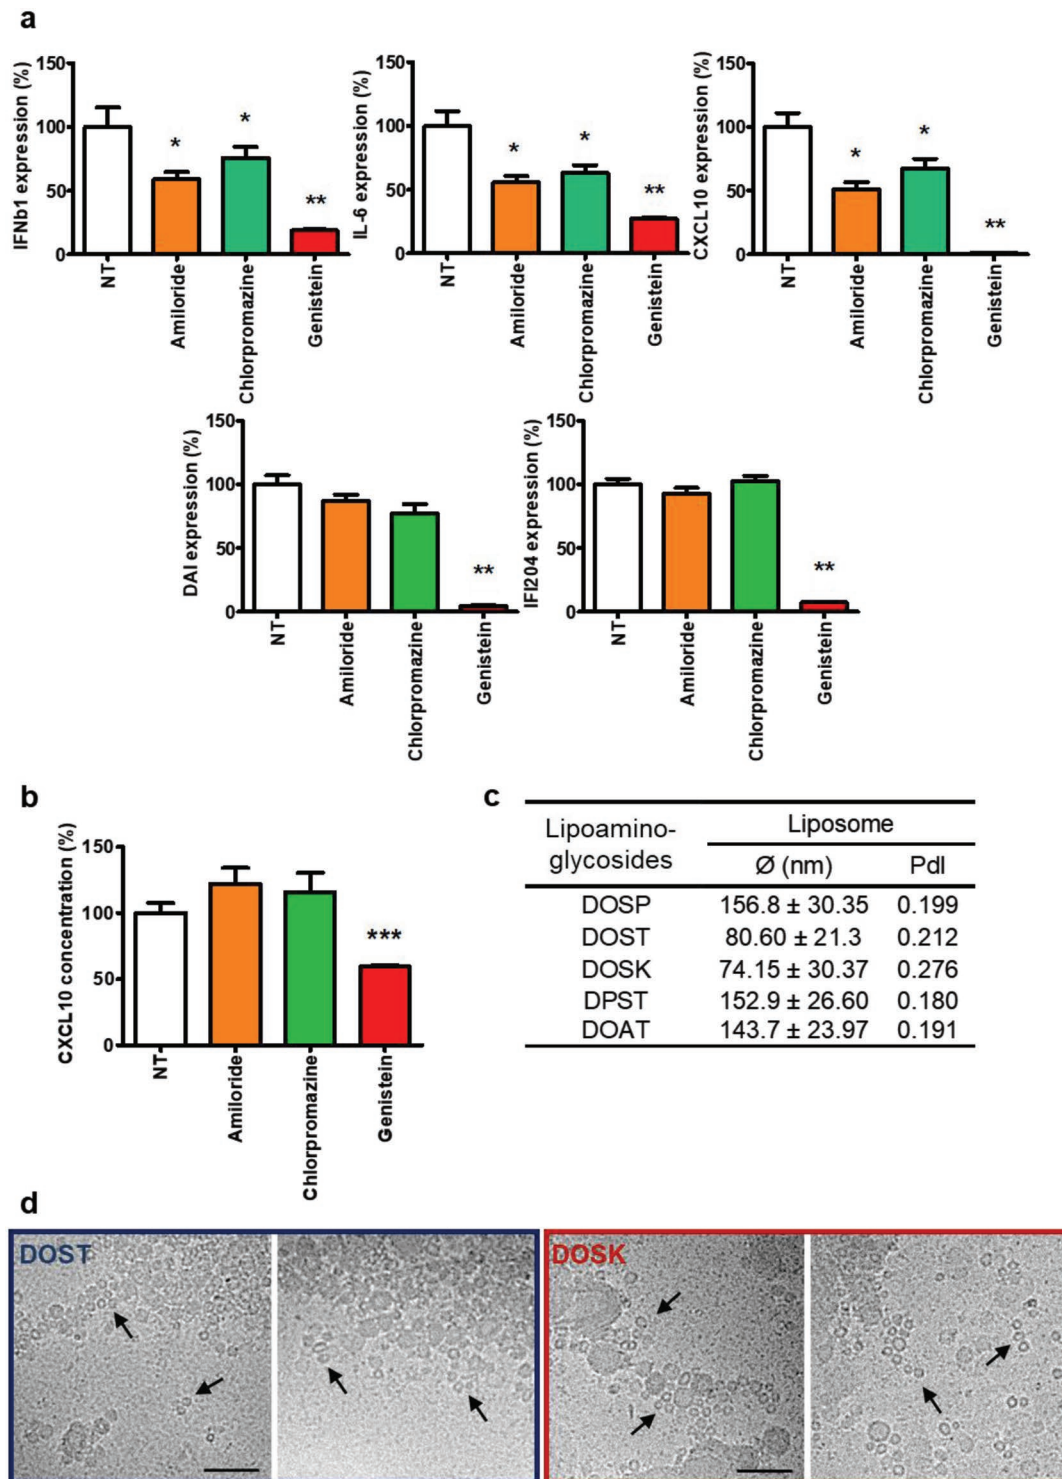 a
IFNb1 expression (%)
150
100
50
0
*
*
**
NT
Amiloride
Chlorpromazine
Genistein
IL-6 expression (%)
150
100
50
0
*
*
**
NT
Amiloride
Chlorpromazine
Genistein
CXCL10 expression (%)
150
100
50
0
*
*
**
NT
Amiloride
Chlorpromazine
Genistein
DAI expression (%)
150
100
50
0
**
NT
Amiloride
Chlorpromazine
Genistein
IFI204 expression (%)
150
100
50
0
**
NT
Amiloride
Chlorpromazine
Genistein
b
CXCL10 concentration (%)
150
100
50
0
***
NT
Amiloride
Chlorpromazine
Genistein
c
Lipoamino-
glycosides
Liposome
Ø (nm) PdI
DOSP 156.8 ± 30.35 0.199
DOST 80.60 ± 21.3 0.212
DOSK 74.15 ± 30.37 0.276
DPST 152.9 ± 26.60 0.180
DOAT 143.7 ± 23.97 0.191
d
DOST
DOSK